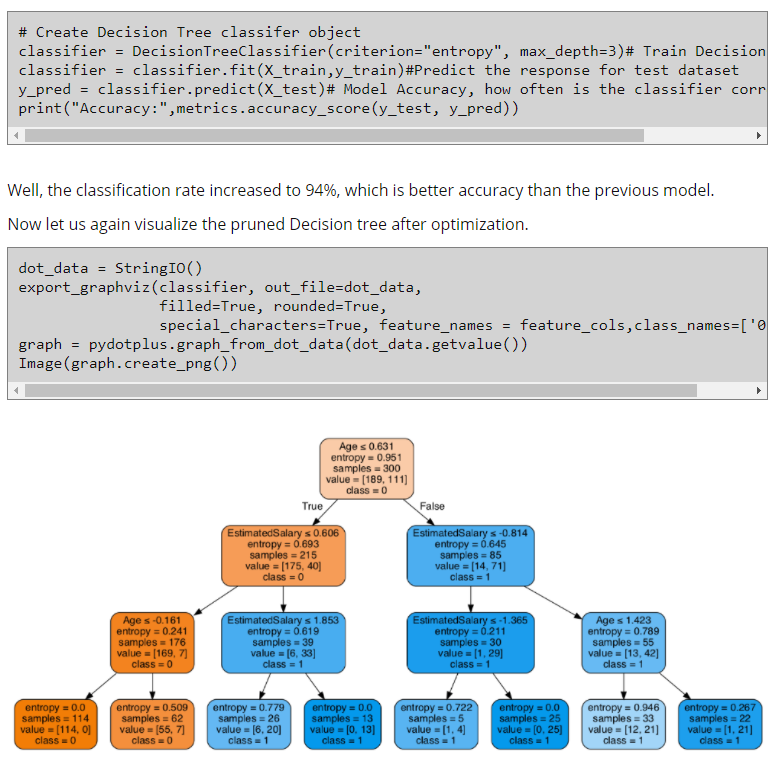 # Create Decision Tree classifer object
classifier = DecisionTreeClassifier(criterion="entropy", max_depth=3)# Train Decision
classifier = classifier.fit(X_train,y_train)#Predict the response for test dataset
y_pred = classifier.predict(X_test)# Model Accuracy, how often is the classifier corr
print("Accuracy:",metrics.accuracy_score(y_test, y_pred))
Well, the classification rate increased to 94%, which is better accuracy than the previous model.
Now let us again visualize the pruned Decision tree after optimization.
dot_data = StringIO()
export_graphviz(classifier, out_file=dot_data,
filled=True, rounded=True,
special_characters=True, feature_names = feature_cols,class_names=['0
graph = pydotplus.graph_from_dot_data(dot_data.getvalue())
Image(graph.create_png())
Age ≤ 0.631
entropy = 0.951
samples = 300
value = [189, 111]
class = 0
True
False
EstimatedSalary ≤ 0.606
entropy = 0.693
samples = 215
value = [175, 40]
class = 0
EstimatedSalary ≤ -0.814
entropy = 0.645
samples = 85
value = [14, 71]
class = 1
Age ≤ -0.161
entropy = 0.241
samples = 176
value = [169, 7]
class = 0
EstimatedSalary ≤ 1.853
entropy = 0.619
samples = 39
value = [6, 33]
class = 1
EstimatedSalary ≤ -1.365
entropy = 0.211
samples = 30
value = [1, 29]
class = 1
Age ≤ 1.423
entropy = 0.789
samples = 55
value = [13, 42]
class = 1
entropy = 0.0
samples = 114
value = [114, 0]
class = 0
entropy = 0.509
samples = 62
value = [55, 7]
class = 0
entropy = 0.779
samples = 26
value = [6, 20]
class = 1
entropy = 0.0
samples = 13
value = [0, 13]
class = 1
entropy = 0.722
samples = 5
value = [1, 4]
class = 1
entropy = 0.0
samples = 25
value = [0, 25]
class = 1
entropy = 0.946
samples = 33
value = [12, 21]
class = 1
entropy = 0.267
samples = 22
value = [1, 21]
class = 1